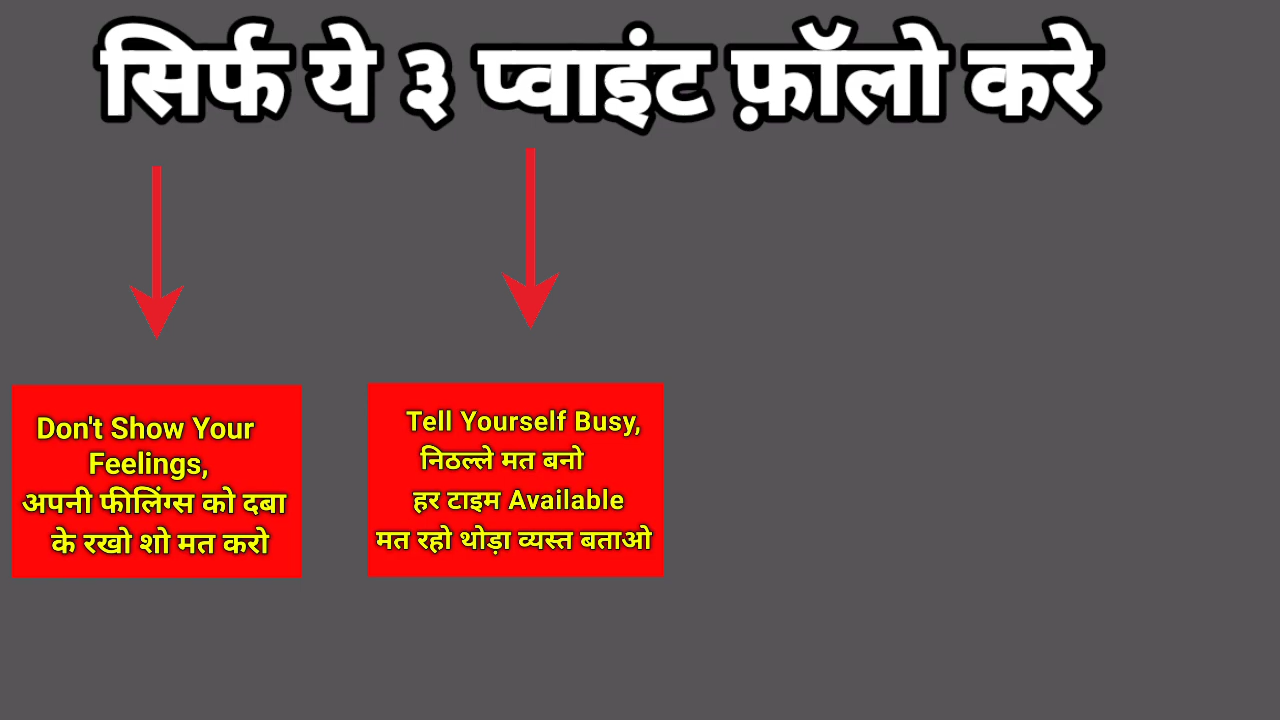 सिर्फ ये ३ प्वाइंट फ़ॉलो करे
Don't Show Your
Feelings,
अपनी फीलिंग्स को दबा
के रखो शो मत करो
Tell Yourself Busy,
निठल्ले मत बनो
हर टाइम Available
मत रहो थोड़ा व्यस्त बताओ